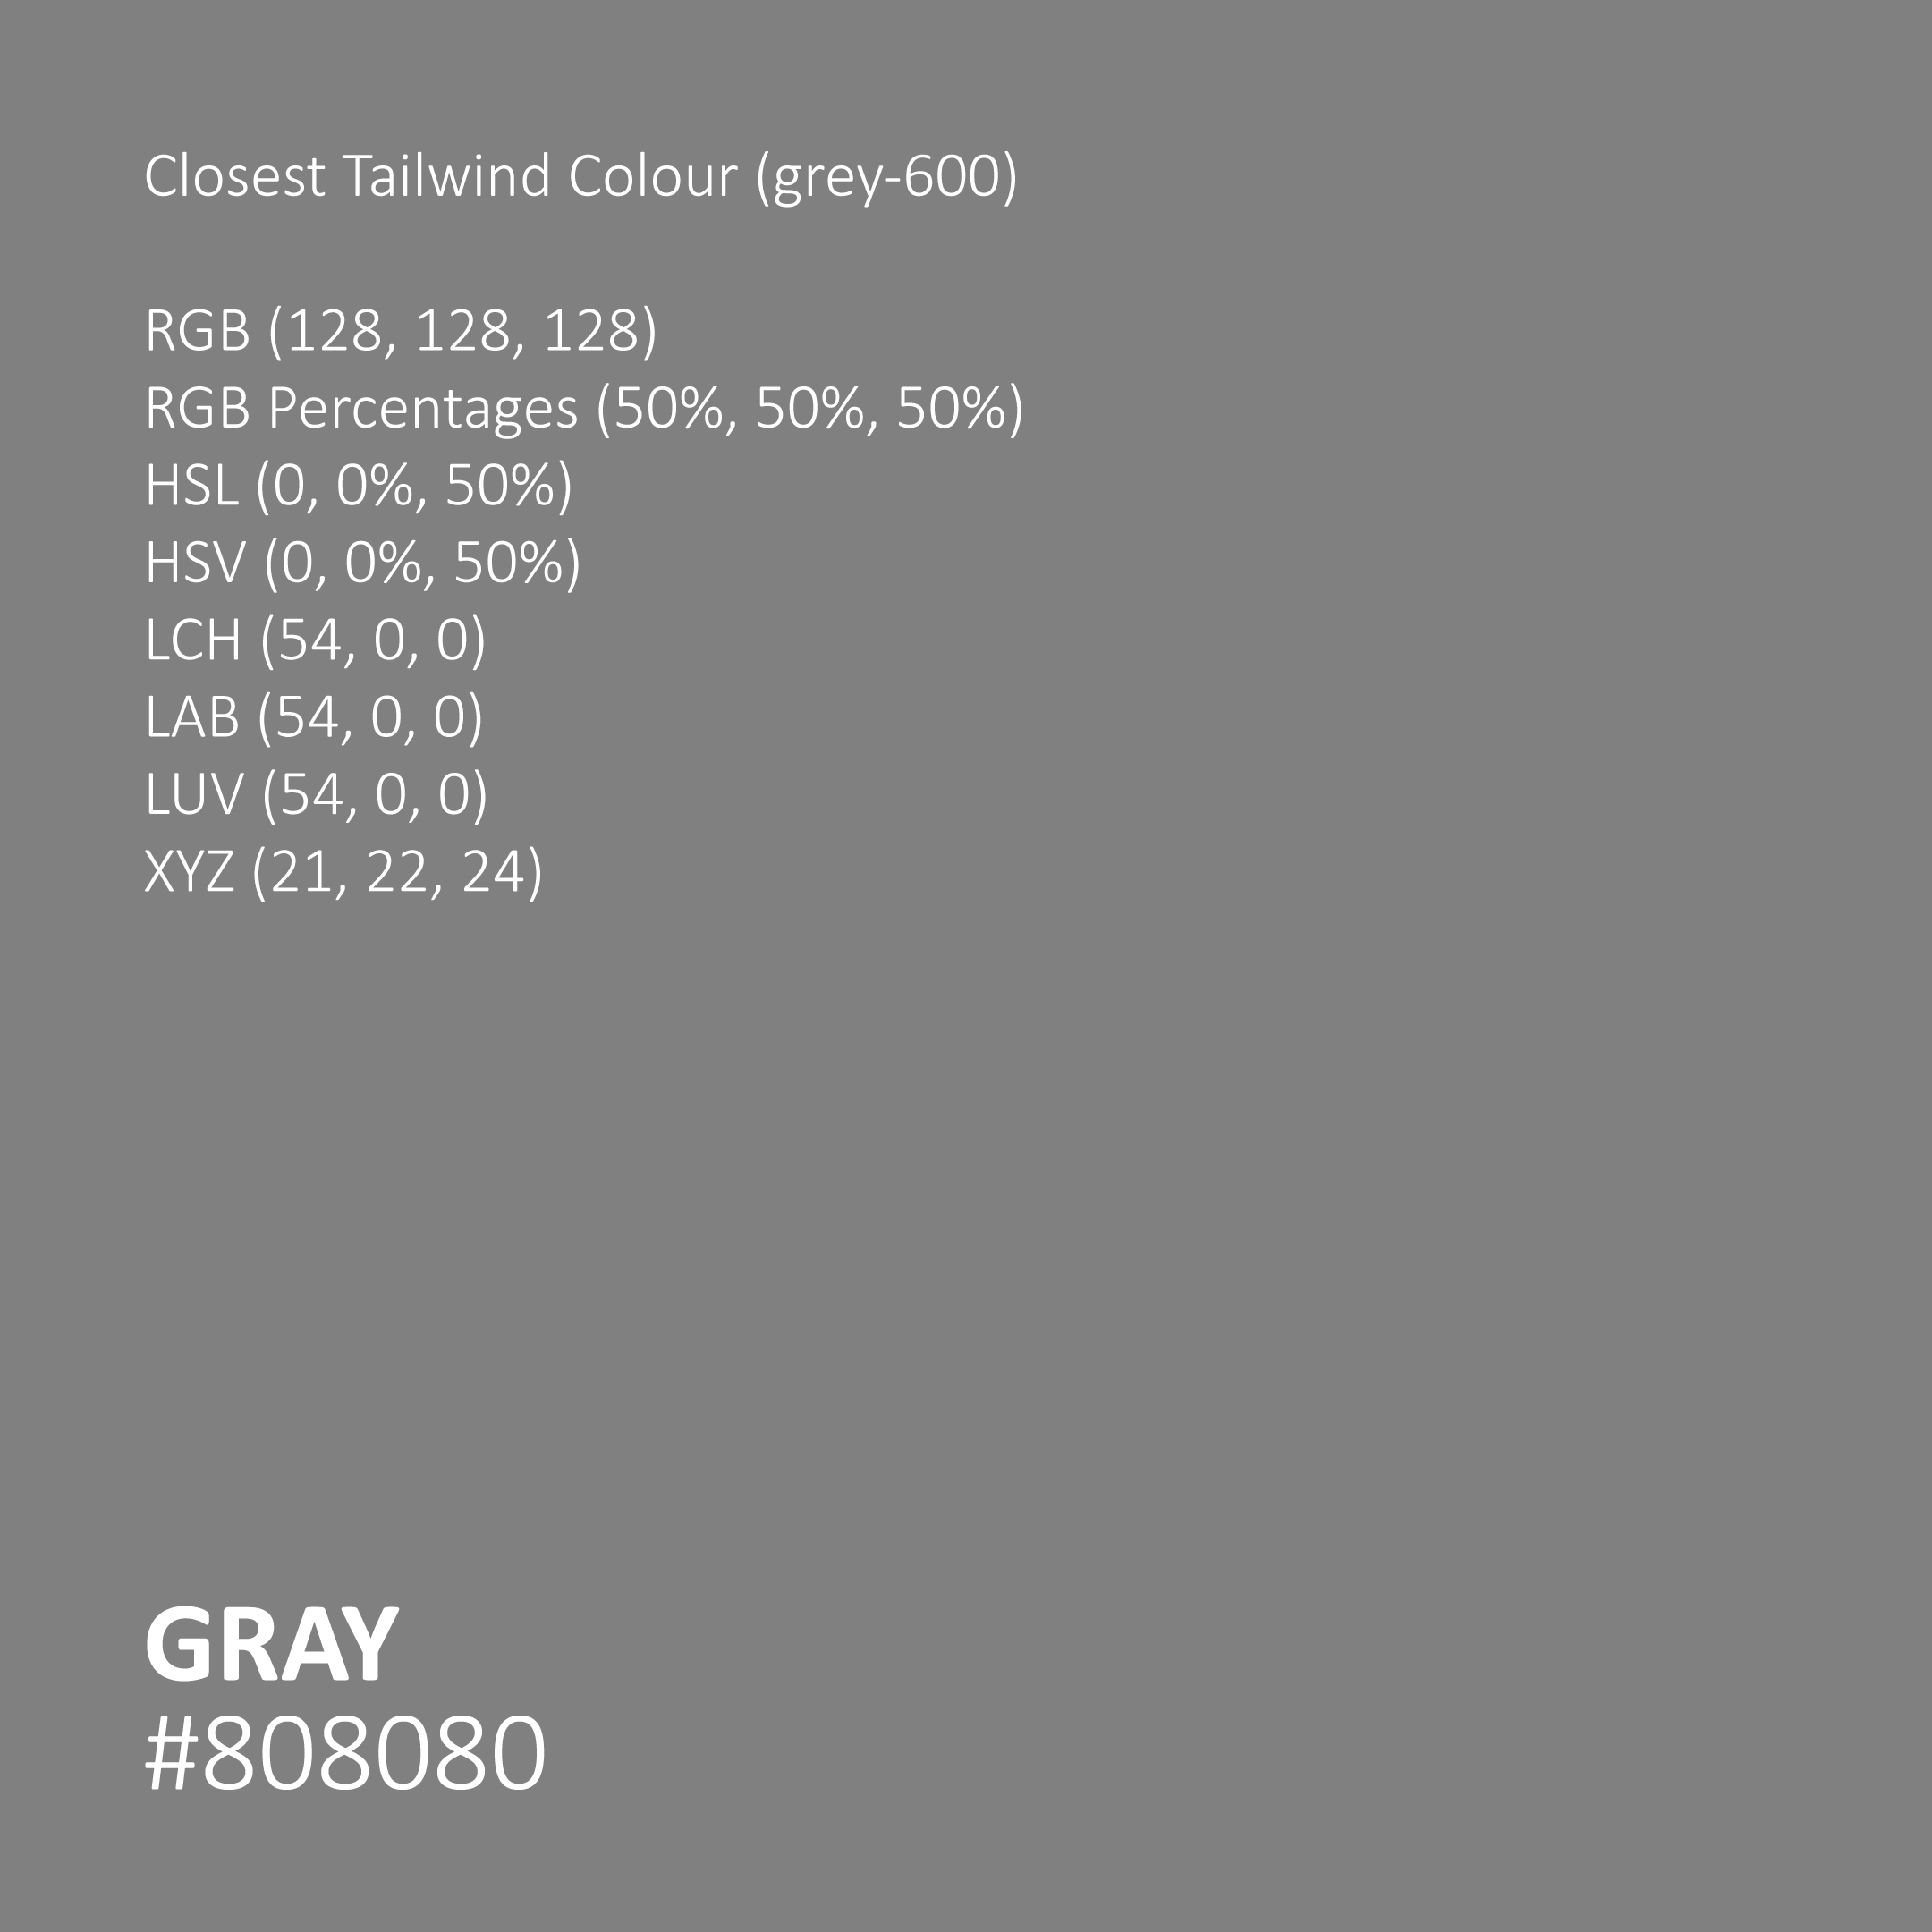 Closest Tailwind Colour (grey-600)
RGB (128, 128, 128)
RGB Percentages (50%, 50%, 50%)
HSL (0, 0%, 50%)
HSV (0, 0%, 50%)
LCH (54, 0, 0)
LAB (54, 0, 0)
LUV (54, 0, 0)
XYZ (21, 22, 24)
GRAY
#808080